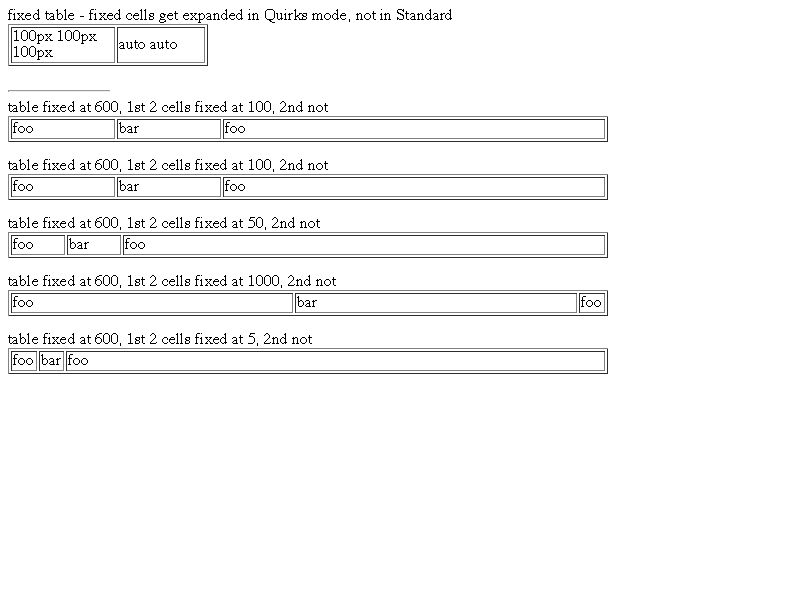 fixed table - fixed cells get expanded in Quirks mode, not in Standard
100px 100px
100px
auto auto
table fixed at 600, 1st 2 cells fixed at 100, 2nd not
foo bar foo
table fixed at 600, 1st 2 cells fixed at 100, 2nd not
foo bar foo
table fixed at 600, 1st 2 cells fixed at 50, 2nd not
foo bar foo
table fixed at 600, 1st 2 cells fixed at 1000, 2nd not
foo bar foo
table fixed at 600, 1st 2 cells fixed at 5, 2nd not
foo bar foo